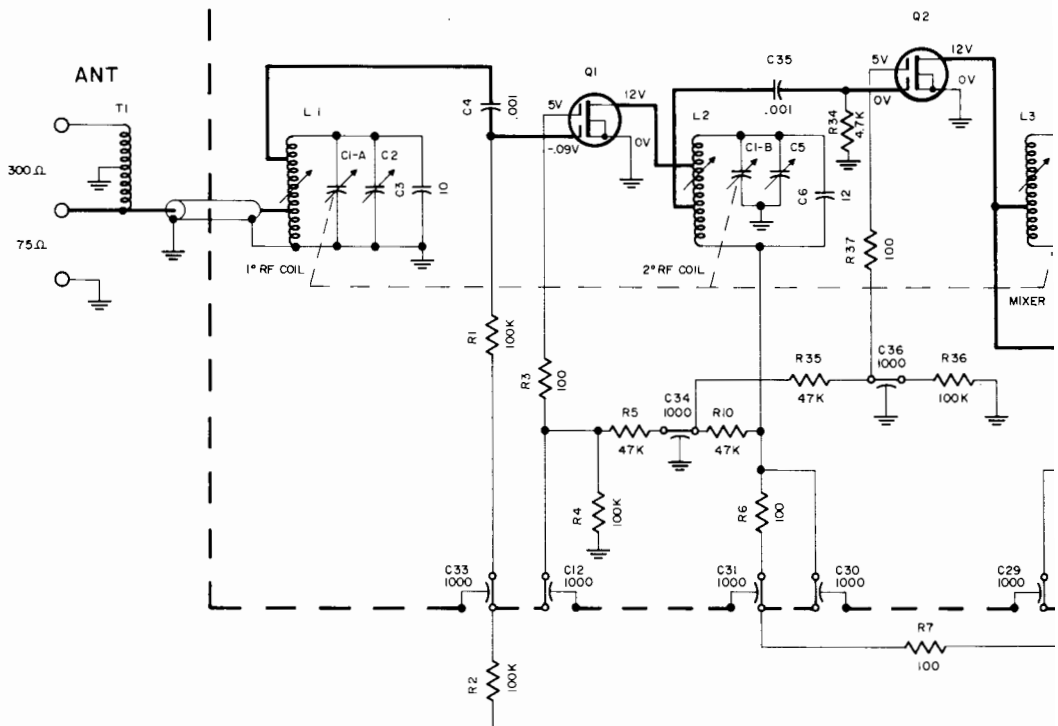 ANT
T1
300Ω
75Ω
L1
1° RF COIL
C1-A
C2
C3
10
C4
.001
Q1
5V
12V
-.09V
0V
C35
.001
L2
2° RF COIL
C1-B
C5
C6
12
R34
4.7K
Q2
5V
12V
0V
0V
L3
MIXER
R37
100
R1
100K
R3
100
R35
47K
C36
1000
R36
100K
R5
47K
C34
1000
R10
47K
R4
100K
R6
100
C33
1000
C12
1000
C31
1000
C30
1000
C29
1000
R7
100
R2
100K